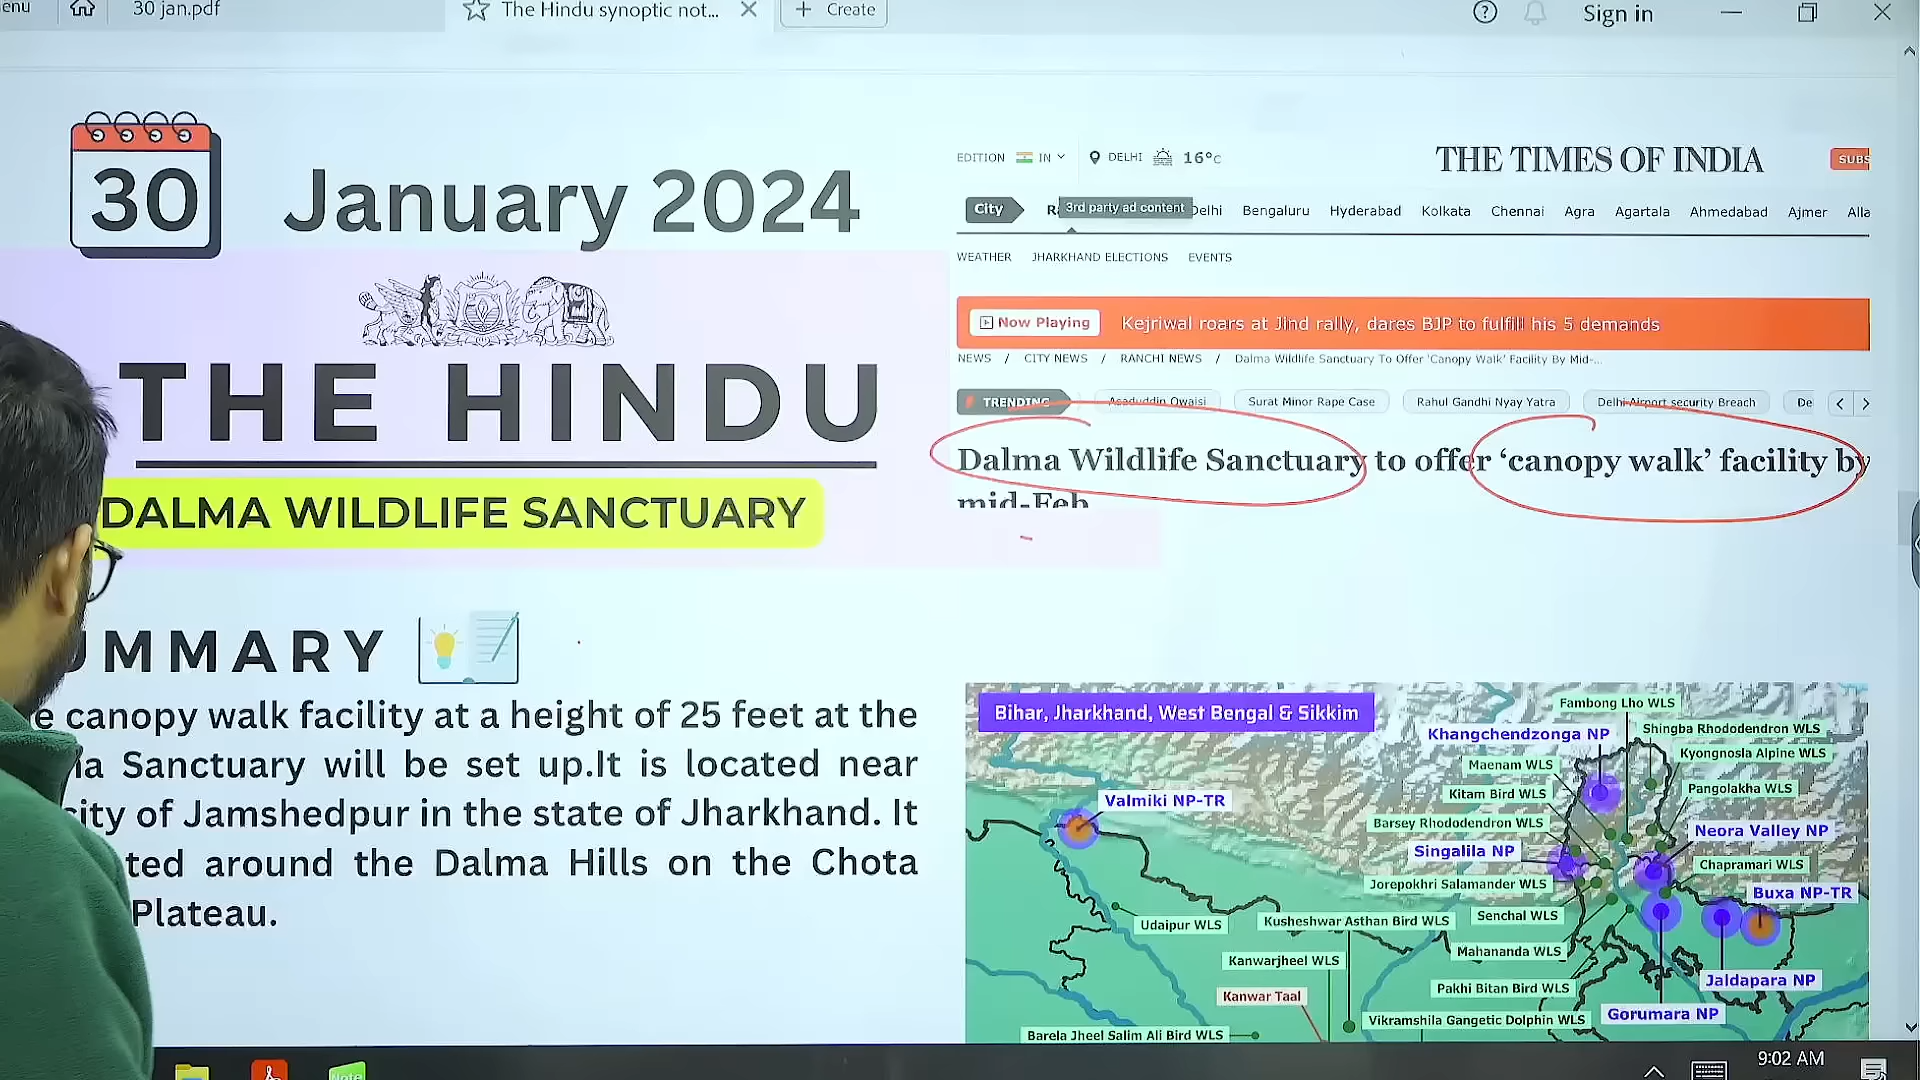 enu
30 jan.pdf
The Hindu synoptic not...
Create
Sign in
30
January 2024
THE HINDU
DALMA WILDLIFE SANCTUARY
UMMARY
e canopy walk facility at a height of 25 feet at the
Sanctuary will be set up.It is located near
city of Jamshedpur in the state of Jharkhand. It
ted around the Dalma Hills on the Chota
Plateau.
EDITION IN DELHI 16°C
THE TIMES OF INDIA
SUBS
City
3rd party ad content
Delhi Bengaluru Hyderabad Kolkata Chennai Agra Agartala Ahmedabad Ajmer Alla
WEATHER JHARKHAND ELECTIONS EVENTS
Now Playing Kejriwal roars at Jind rally, dares BJP to fulfill his 5 demands
NEWS / CITY NEWS / RANCHI NEWS / Dalma Wildlife Sanctuary To Offer 'Canopy Walk' Facility By Mid-...
TRENDING Asaduddin Owaisi Surat Minor Rape Case Rahul Gandhi Nyay Yatra Delhi Airport security Breach De
Dalma Wildlife Sanctuary to offer ‘canopy walk’ facility by
mid-Feb
Bihar, Jharkhand, West Bengal & Sikkim
Fambong Lho WLS
Khangchendzonga NP
Shingba Rhododendron WLS
Kyongnosla Alpine WLS
Maenam WLS
Pangolakha WLS
Kitam Bird WLS
Valmiki NP-TR
Barsey Rhododendron WLS
Neora Valley NP
Singalila NP
Chapramari WLS
Jorepokhri Salamander WLS
Buxa NP-TR
Senchal WLS
Kusheshwar Asthan Bird WLS
Udaipur WLS
Mahananda WLS
Kanwarjheel WLS
Jaldapara NP
Pakhi Bitan Bird WLS
Kanwar Taal
Gorumara NP
Vikramshila Gangetic Dolphin WLS
Barela Jheel Salim Ali Bird WLS
Note
9:02 AM